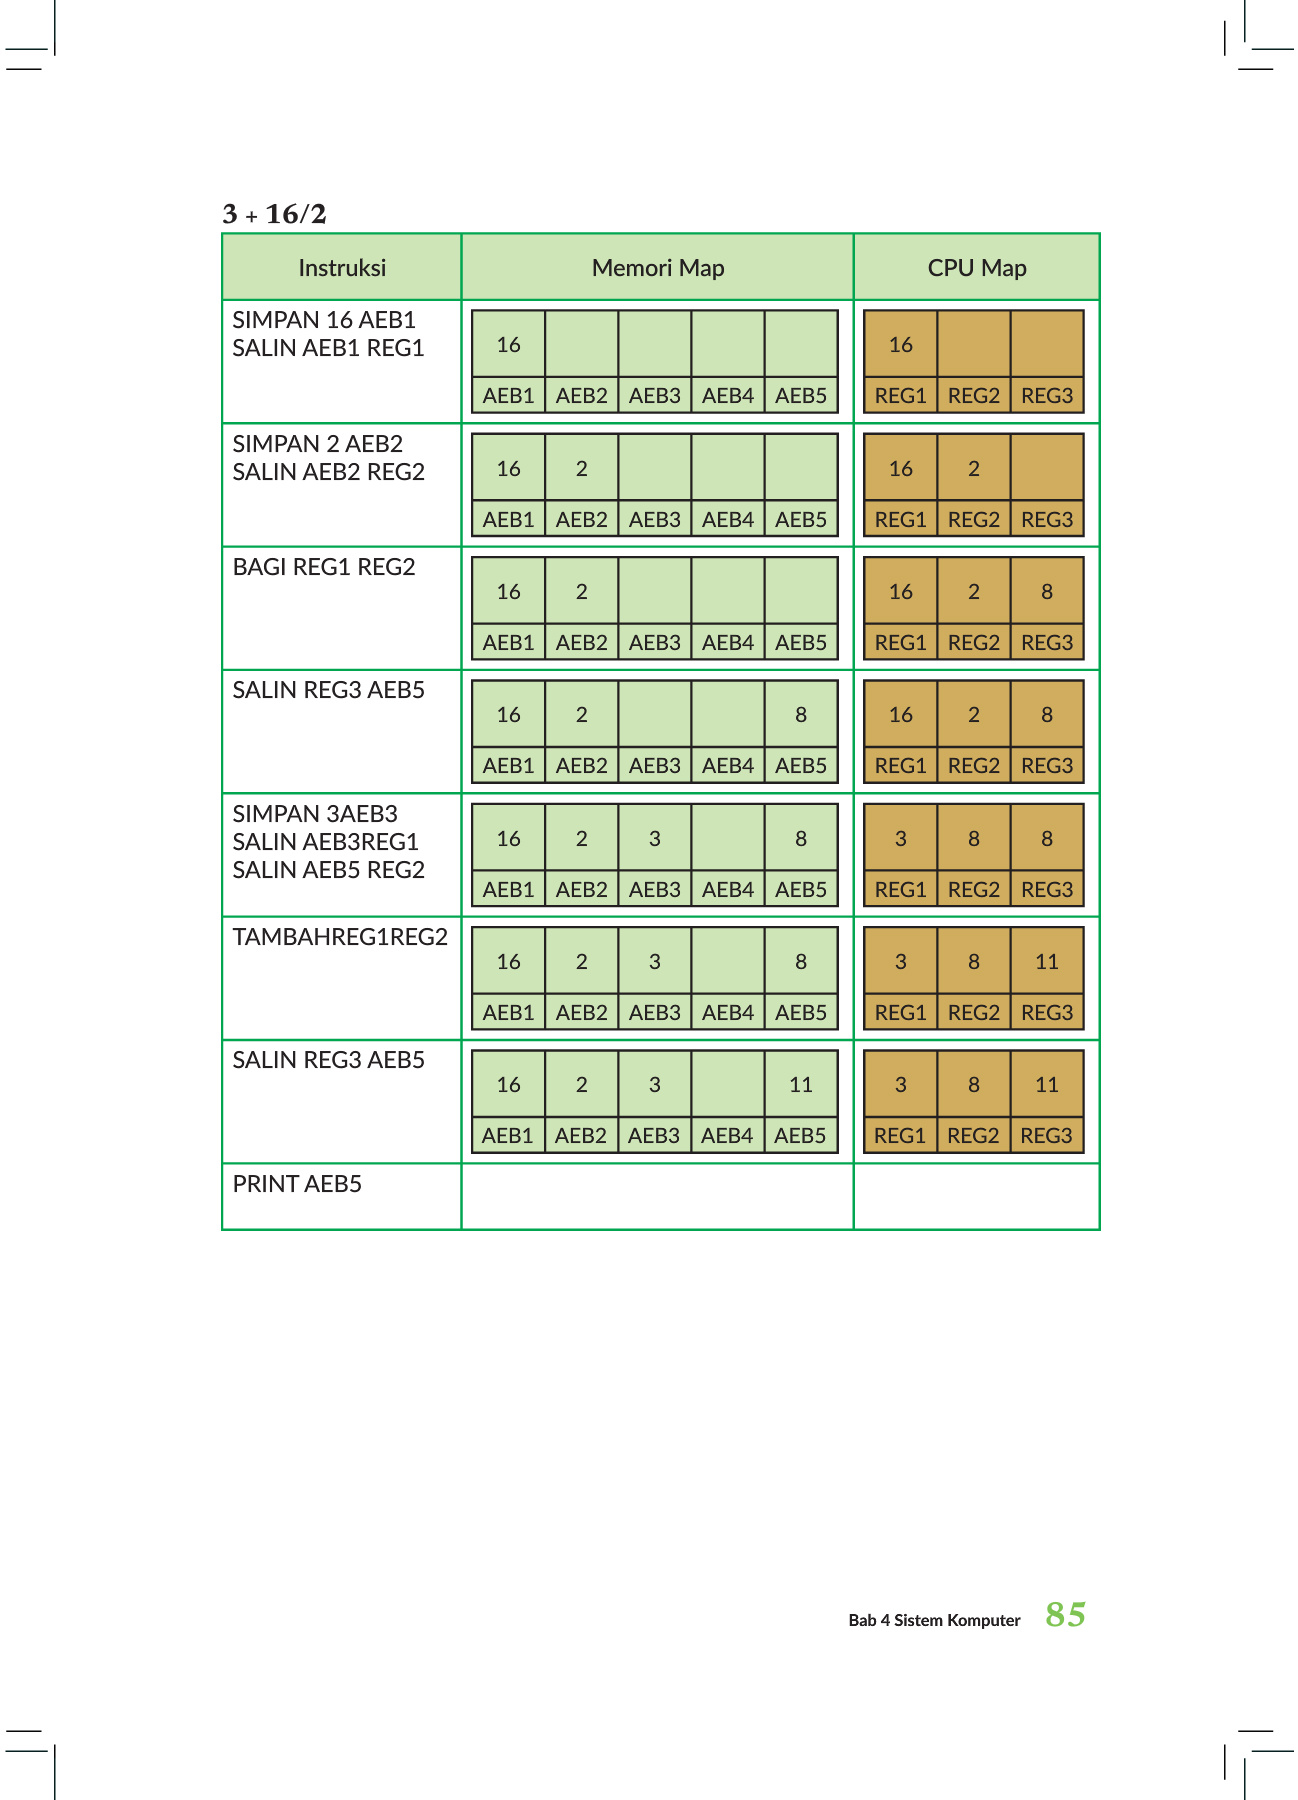 3 + 16/2
Instruksi Memori Map CPU Map
SIMPAN 16 AEB1
SALIN AEB1 REG1
16 16
AEB1 AEB2 AEB3 AEB4 AEB5 REG1 REG2 REG3
SIMPAN 2 AEB2
SALIN AEB2 REG2
16 2 16 2
AEB1 AEB2 AEB3 AEB4 AEB5 REG1 REG2 REG3
BAGI REG1 REG2
16 2 16 2 8
AEB1 AEB2 AEB3 AEB4 AEB5 REG1 REG2 REG3
SALIN REG3 AEB5
16 2 8 16 2 8
AEB1 AEB2 AEB3 AEB4 AEB5 REG1 REG2 REG3
SIMPAN 3AEB3
SALIN AEB3REG1
SALIN AEB5 REG2
16 2 3 8 3 8 8
AEB1 AEB2 AEB3 AEB4 AEB5 REG1 REG2 REG3
TAMBAHREG1REG2
16 2 3 8 3 8 11
AEB1 AEB2 AEB3 AEB4 AEB5 REG1 REG2 REG3
SALIN REG3 AEB5
16 2 3 11 3 8 11
AEB1 AEB2 AEB3 AEB4 AEB5 REG1 REG2 REG3
PRINT AEB5
Bab 4 Sistem Komputer 85